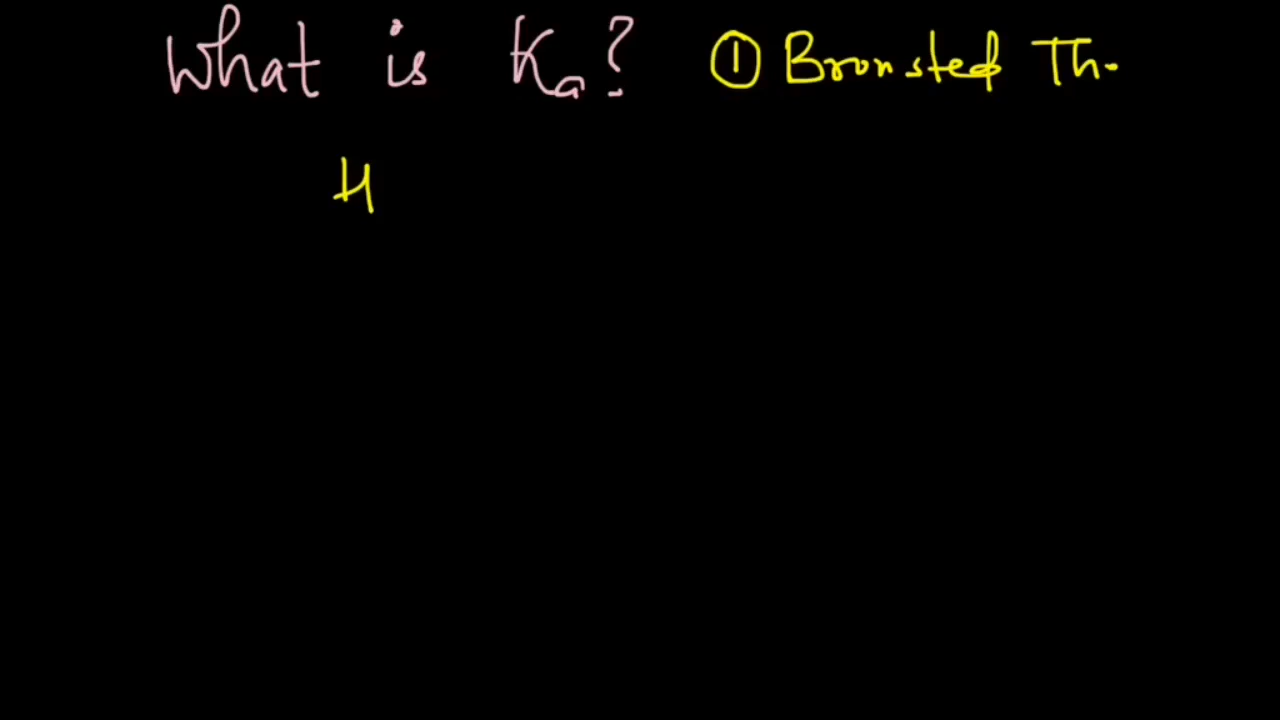 What is Ka? ① Bronsted Th.
H